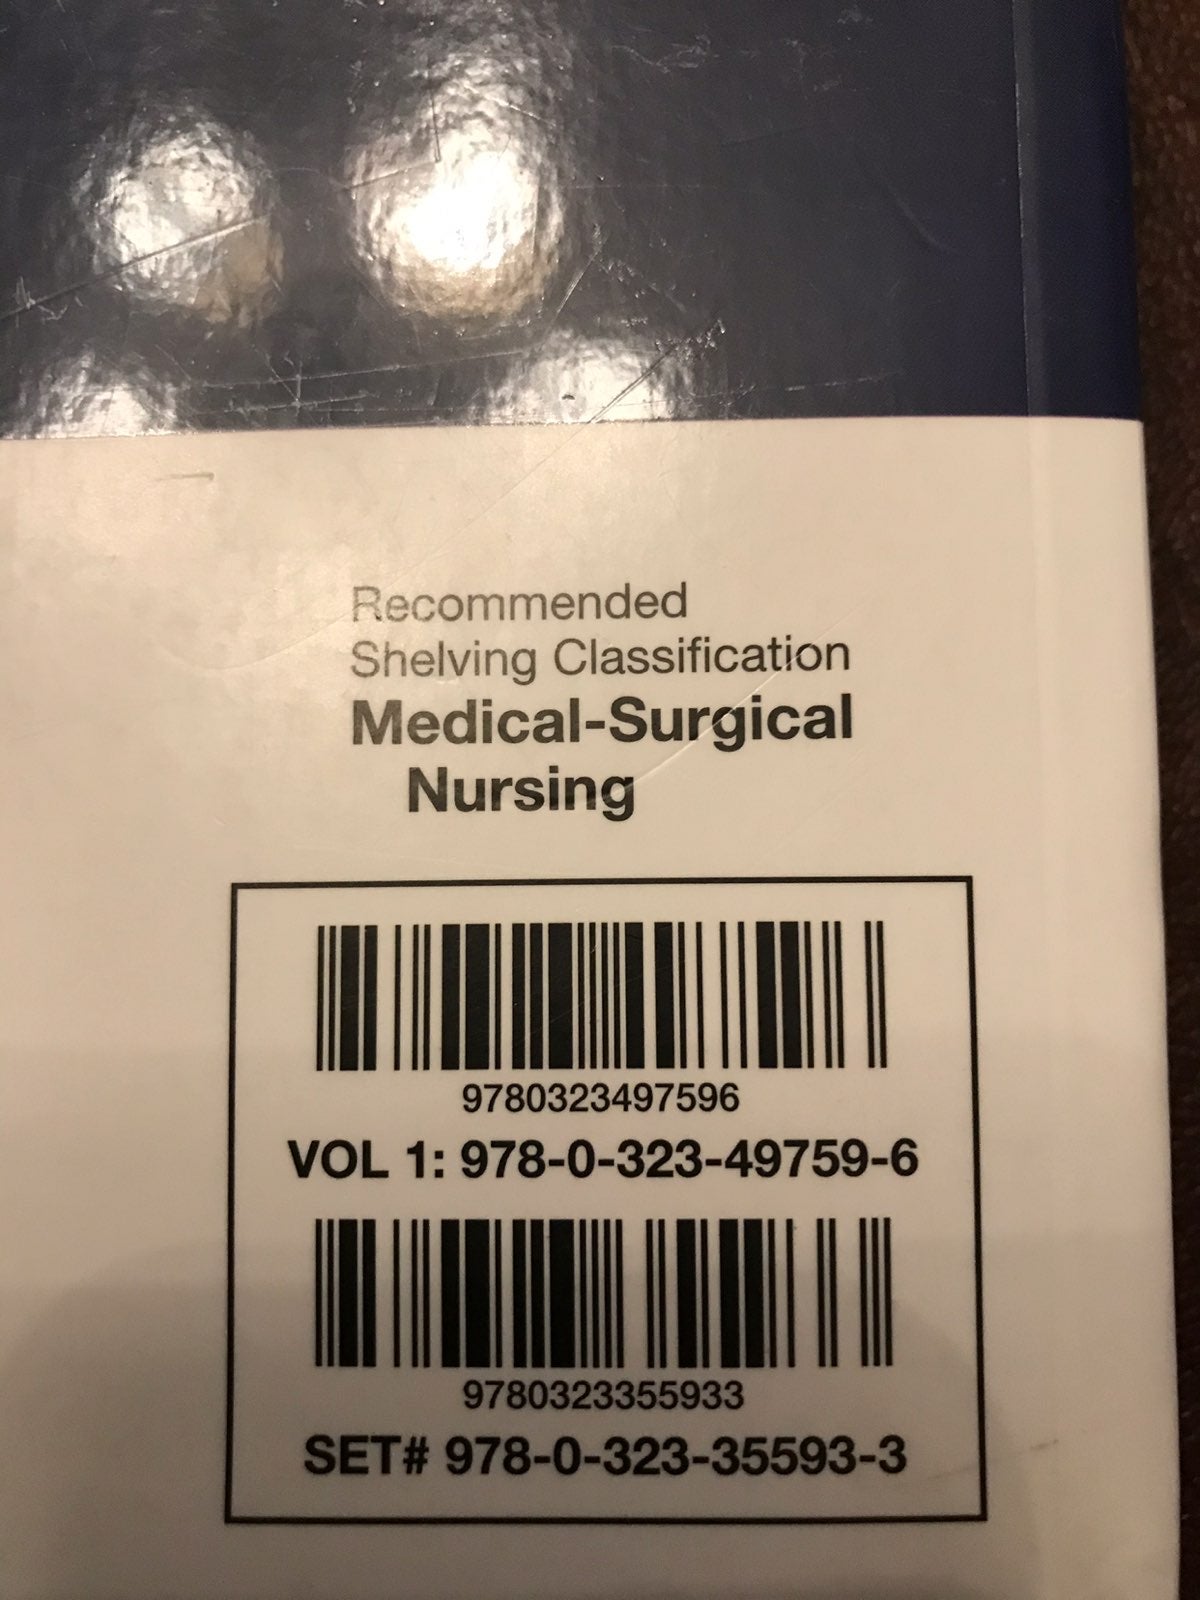 Recommended
Shelving Classification
Medical-Surgical
Nursing
9780323497596
VOL 1: 978-0-323-49759-6
9780323355933
SET# 978-0-323-35593-3